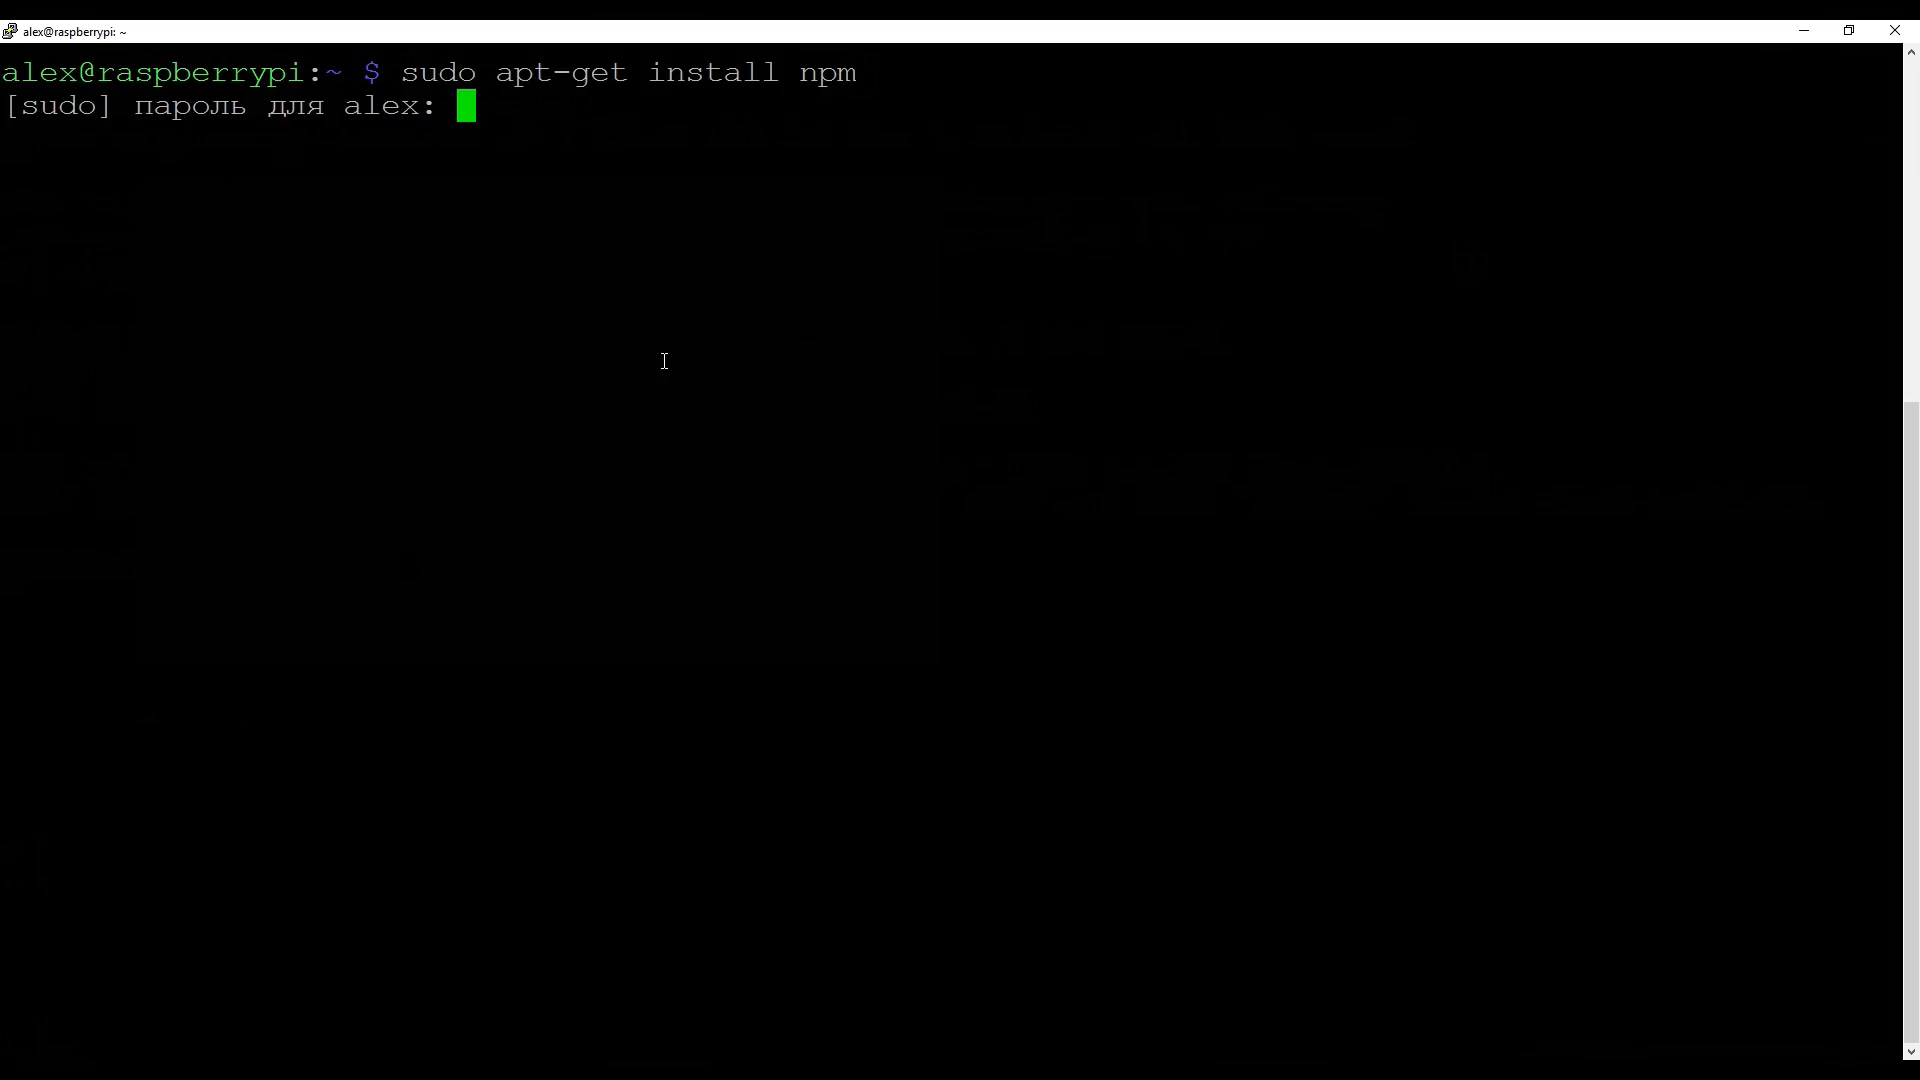 alex@raspberrypi: ~
alex@raspberrypi:~ $ sudo apt-get install npm
[sudo] пароль для alex: